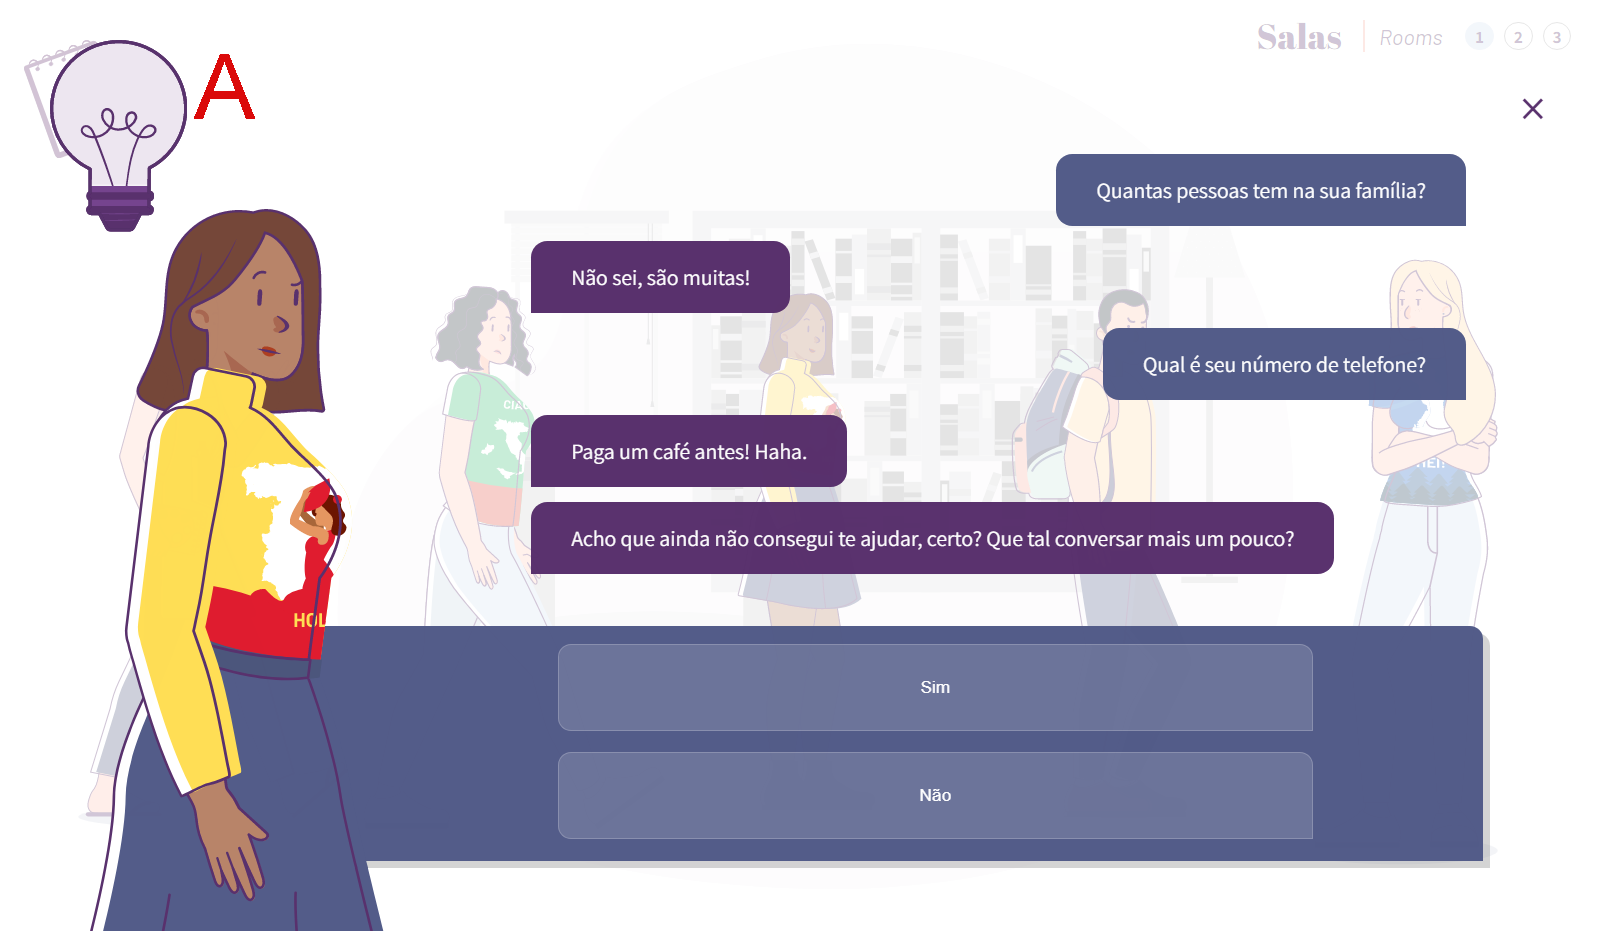 Salas
Rooms
1 2 3
A
Quantas pessoas tem na sua família?
Não sei, são muitas!
Qual é seu número de telefone?
Paga um café antes! Haha.
Acho que ainda não consegui te ajudar, certo? Que tal conversar mais um pouco?
Sim
Não